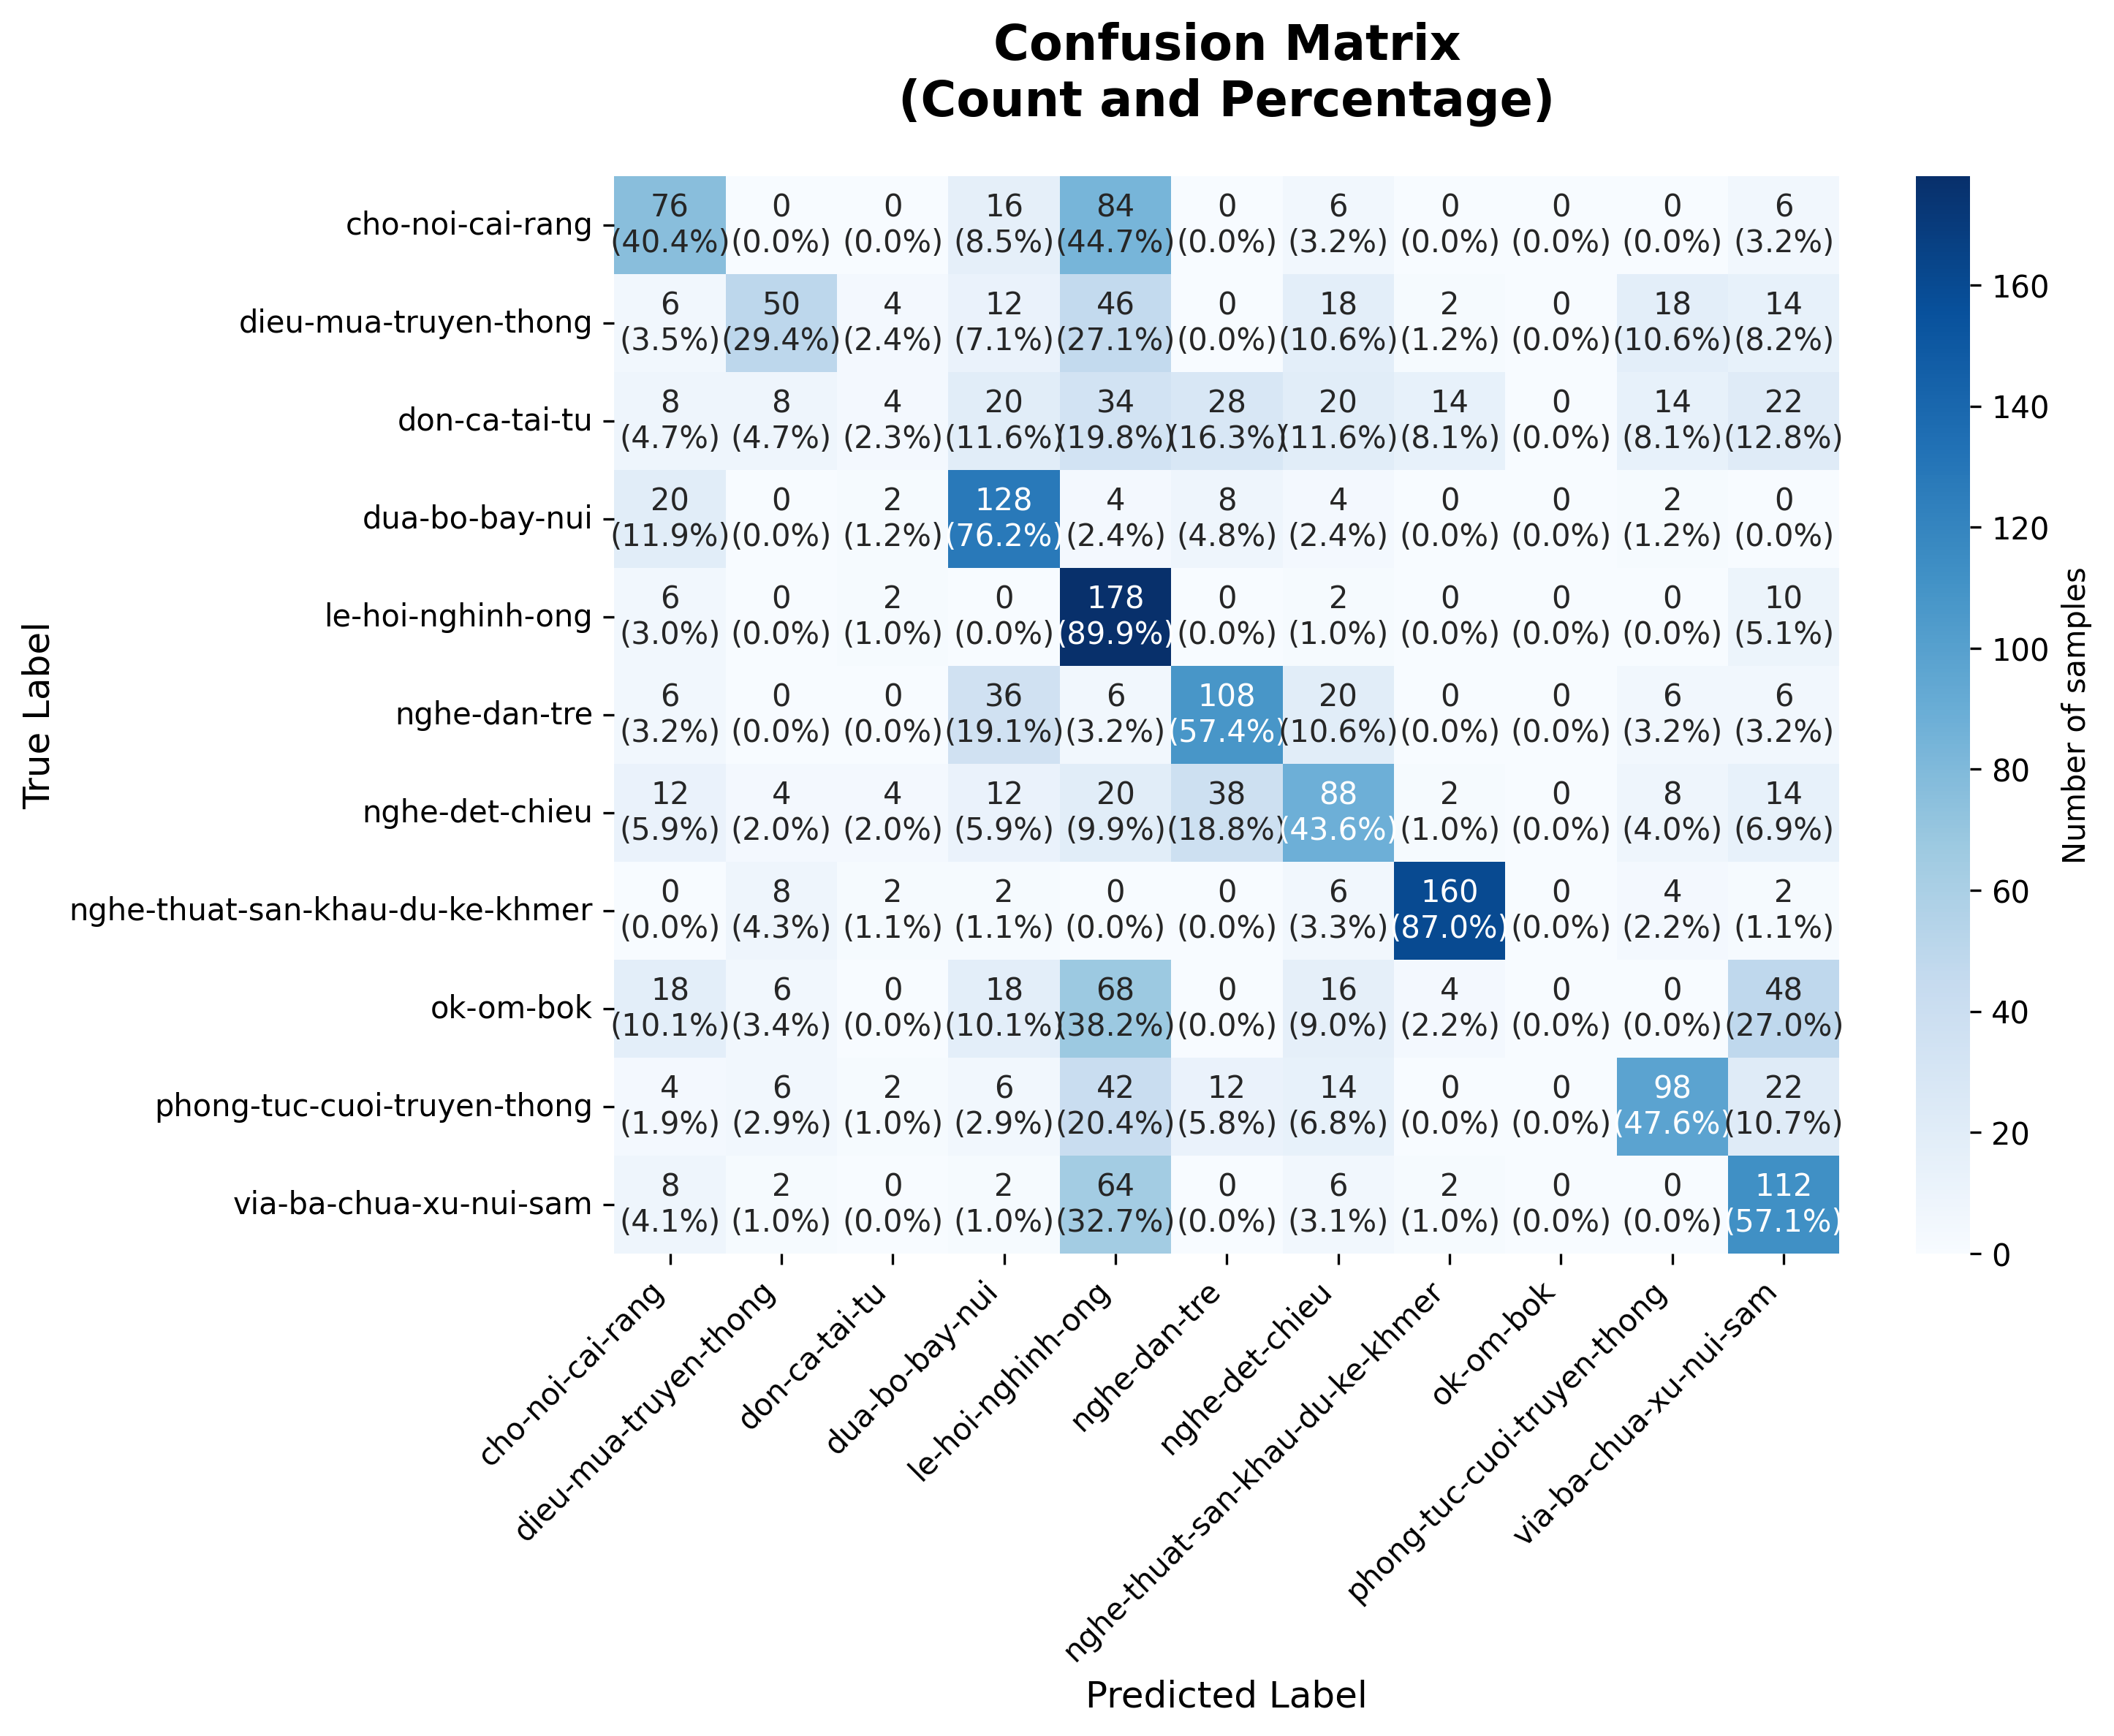 Confusion Matrix
(Count and Percentage)
True Label
cho-noi-cai-rang
76 0 0 16 84 0 6 0 0 0 6
(40.4%) (0.0%) (0.0%) (8.5%) (44.7%) (0.0%) (3.2%) (0.0%) (0.0%) (0.0%) (3.2%)
dieu-mua-truyen-thong
6 50 4 12 46 0 18 2 0 18 14
(3.5%) (29.4%) (2.4%) (7.1%) (27.1%) (0.0%) (10.6%) (1.2%) (0.0%) (10.6%) (8.2%)
don-ca-tai-tu
8 8 4 20 34 28 20 14 0 14 22
(4.7%) (4.7%) (2.3%) (11.6%) (19.8%) (16.3%) (11.6%) (8.1%) (0.0%) (8.1%) (12.8%)
dua-bo-bay-nui
20 0 2 128 4 8 4 0 0 2 0
(11.9%) (0.0%) (1.2%) (76.2%) (2.4%) (4.8%) (2.4%) (0.0%) (0.0%) (1.2%) (0.0%)
le-hoi-nghinh-ong
6 0 2 0 178 0 2 0 0 0 10
(3.0%) (0.0%) (1.0%) (0.0%) (89.9%) (0.0%) (1.0%) (0.0%) (0.0%) (0.0%) (5.1%)
nghe-dan-tre
6 0 0 36 6 108 20 0 0 6 6
(3.2%) (0.0%) (0.0%) (19.1%) (3.2%) (57.4%) (10.6%) (0.0%) (0.0%) (3.2%) (3.2%)
nghe-det-chieu
12 4 4 12 20 38 88 2 0 8 14
(5.9%) (2.0%) (2.0%) (5.9%) (9.9%) (18.8%) (43.6%) (1.0%) (0.0%) (4.0%) (6.9%)
nghe-thuat-san-khau-du-ke-khmer
0 8 2 2 0 0 6 160 0 4 2
(0.0%) (4.3%) (1.1%) (1.1%) (0.0%) (0.0%) (3.3%) (87.0%) (0.0%) (2.2%) (1.1%)
ok-om-bok
18 6 0 18 68 0 16 4 0 0 48
(10.1%) (3.4%) (0.0%) (10.1%) (38.2%) (0.0%) (9.0%) (2.2%) (0.0%) (0.0%) (27.0%)
phong-tuc-cuoi-truyen-thong
4 6 2 6 42 12 14 0 0 98 22
(1.9%) (2.9%) (1.0%) (2.9%) (20.4%) (5.8%) (6.8%) (0.0%) (0.0%) (47.6%) (10.7%)
via-ba-chua-xu-nui-sam
8 2 0 2 64 0 6 2 0 0 112
(4.1%) (1.0%) (0.0%) (1.0%) (32.7%) (0.0%) (3.1%) (1.0%) (0.0%) (0.0%) (57.1%)
cho-noi-cai-rang
dieu-mua-truyen-thong
don-ca-tai-tu
dua-bo-bay-nui
le-hoi-nghinh-ong
nghe-dan-tre
nghe-det-chieu
nghe-thuat-san-khau-du-ke-khmer
ok-om-bok
phong-tuc-cuoi-truyen-thong
via-ba-chua-xu-nui-sam
Predicted Label
160
140
120
100
80
60
40
20
0
Number of samples